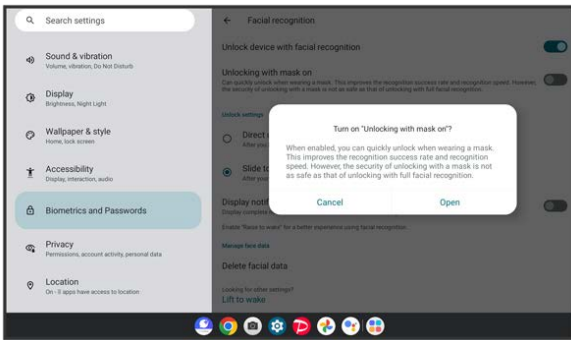 Search settings
Sound & vibration
Volume, vibration, Do Not Disturb
Display
Brightness, Night Light
Wallpaper & style
Home, lock screen
Accessibility
Display, interaction, audio
Biometrics and Passwords
Privacy
Permissions, account activity, personal data
Location
On - 3 apps have access to location
Facial recognition
Unlock device with facial recognition
Unlocking with mask on
Can quickly unlock when wearing a mask. This improves the recognition success rate and recognition speed. However,
the security of unlocking with a mask is not as safe as that of unlocking with full facial recognition.
Unlock settings
Direct
After you
Slide to
After your
Turn on "Unlocking with mask on"?
When enabled, you can quickly unlock when wearing a mask.
This improves the recognition success rate and recognition
speed. However, the security of unlocking with a mask is not
as safe as that of unlocking with full facial recognition.
Cancel
Open
Display notif
Display complete
Enable "Raise to wake" for a better experience using facial recognition.
Manage face data
Delete facial data
Looking for other settings?
Lift to wake